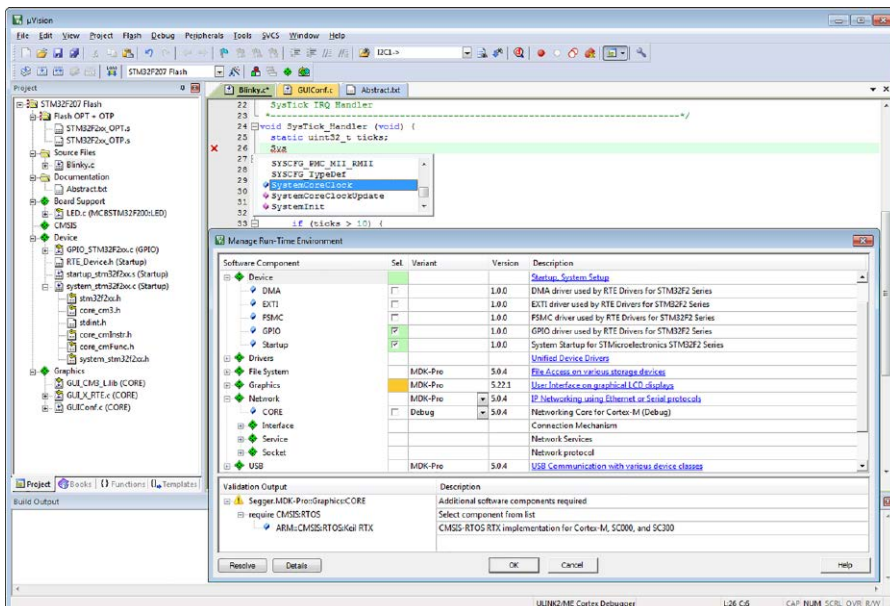 µVision
File Edit View Project Flash Debug Peripherals Tools SVCS Window Help
I2C1->
STM32F207 Flash
Project
Blinky.c* GUIConf.c Abstract.txt
STM32F207 Flash
Flash OPT + OTP
STM32F2xx_OPT.s
STM32F2xx_OTP.s
Source Files
Blinky.c
Documentation
Abstract.txt
Board Support
LED.c (MCBSTM32F200:LED)
CMSIS
Device
GPIO_STM32F2xx.c (GPIO)
RTE_Device.h (Startup)
startup_stm32f2xx.s (Startup)
system_stm32f2xx.c (Startup)
stm32f2xx.h
core_cm3.h
stdint.h
core_cmInstr.h
core_cmFunc.h
system_stm32f2xx.h
Graphics
GUI_CM3_L.lib (CORE)
GUI_X_RTE.c (CORE)
GUIConf.c (CORE)
Project Books {} Functions Templates
22 SysTick IRQ Handler
23 *----------------------------------------------------------------------------*/
24 void SysTick_Handler (void) {
25 static uint32_t ticks;
26 Sys
27
28 SYSCFG_PMC_MII_RMII
29 SYSCFG_TypeDef
30 SystemCoreClock
31 SystemCoreClockUpdate
32 SystemInit
33 if (ticks > 10) {
Manage Run-Time Environment
Software Component Sel. Variant Version Description
Device Startup, System Setup
DMA 1.0.0 DMA driver used by RTE Drivers for STM32F2 Series
EXTI 1.0.0 EXTI driver used by RTE Drivers for STM32F2 Series
FSMC 1.0.0 FSMC driver used by RTE Drivers for STM32F2 Series
GPIO 1.0.0 GPIO driver used by RTE Drivers for STM32F2 Series
Startup 1.0.0 System Startup for STMicroelectronics STM32F2 Series
Drivers Unified Device Drivers
File System MDK-Pro 5.0.4 File Access on various storage devices
Graphics MDK-Pro 5.22.1 User Interface on graphical LCD displays
Network MDK-Pro 5.0.4 IP Networking using Ethernet or Serial protocols
CORE Debug 5.0.4 Networking Core for Cortex-M (Debug)
Interface Connection Mechanism
Service Network Services
Socket Network protocol
USB MDK-Pro 5.0.4 USB Communication with various device classes
Validation Output Description
Segger.MDK-Pro::Graphics:CORE Additional software components required
require CMSIS:RTOS Select component from list
ARM::CMSIS:RTOS:Keil RTX CMSIS-RTOS RTX implementation for Cortex-M, SC000, and SC300
Resolve Details OK Cancel Help
Build Output
ULINK2/ME Cortex Debugger L:26 C:6 CAP NUM SCRL OVR R/W